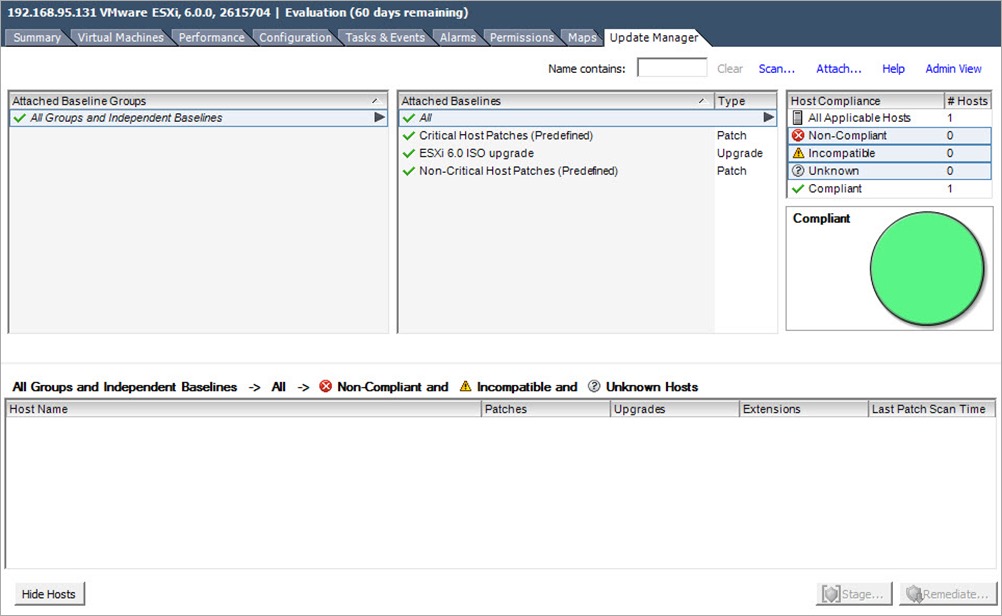 192.168.95.131 VMware ESXi, 6.0.0, 2615704 | Evaluation (60 days remaining)
Summary Virtual Machines Performance Configuration Tasks & Events Alarms Permissions Maps Update Manager
Name contains: Clear Scan... Attach... Help Admin View
Attached Baseline Groups
All Groups and Independent Baselines
Attached Baselines Type
All
Critical Host Patches (Predefined) Patch
ESXi 6.0 ISO upgrade Upgrade
Non-Critical Host Patches (Predefined) Patch
Host Compliance # Hosts
All Applicable Hosts 1
Non-Compliant 0
Incompatible 0
Unknown 0
Compliant 1
Compliant
All Groups and Independent Baselines -> All -> Non-Compliant and Incompatible and Unknown Hosts
Host Name Patches Upgrades Extensions Last Patch Scan Time
Hide Hosts Stage... Remediate...